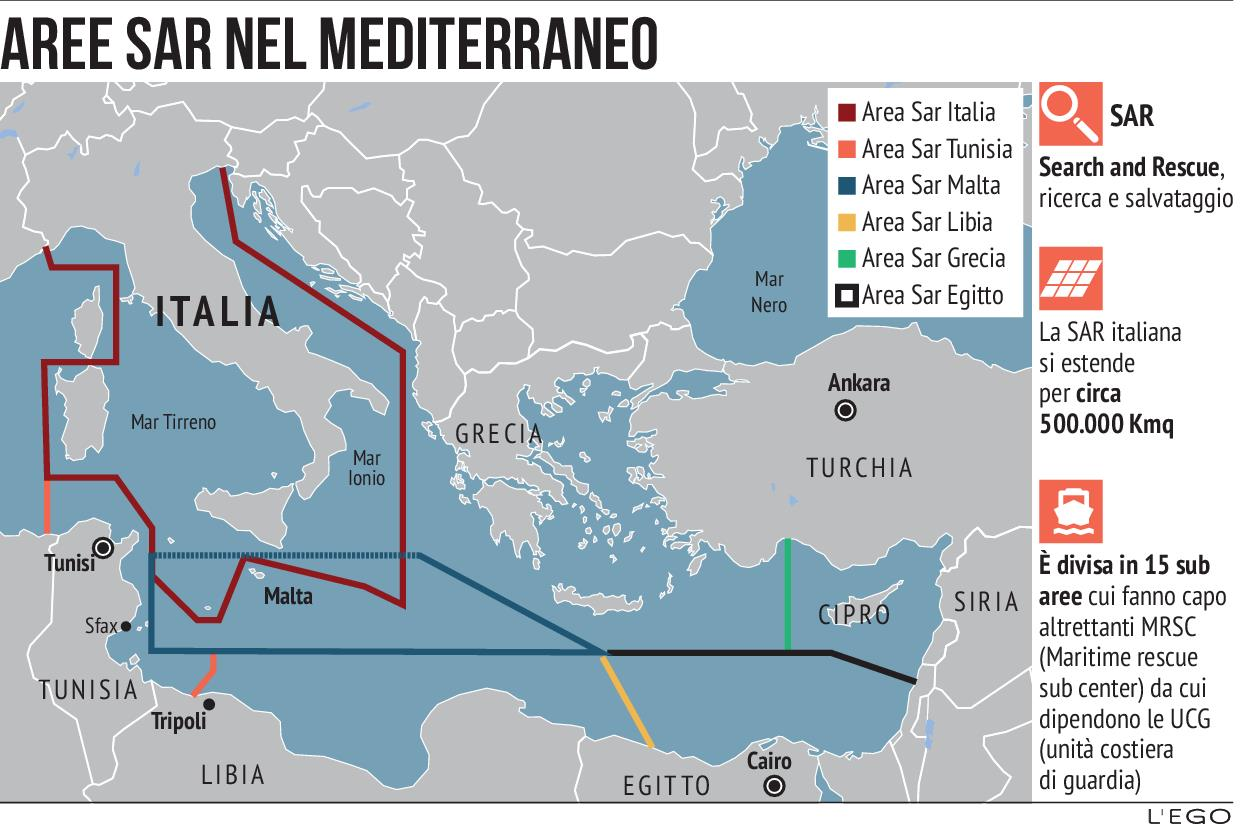 AREE SAR NEL MEDITERRANEO
Area Sar Italia
Area Sar Tunisia
Area Sar Malta
Area Sar Libia
Area Sar Grecia
Area Sar Egitto
ITALIA
Mar
Nero
Ankara
Mar Tirreno
GRECIA
Mar
Ionio
TURCHIA
Tunisi
Malta
Sfax
CIPRO
SIRIA
TUNISIA
Tripoli
LIBIA
EGITTO
Cairo
SAR
Search and Rescue,
ricerca e salvataggio
La SAR italiana
si estende
per circa
500.000 Kmq
È divisa in 15 sub
aree cui fanno capo
altrettanti MRSC
(Maritime rescue
sub center) da cui
dipendono le UCG
(unità costiera
di guardia)
L'EGO